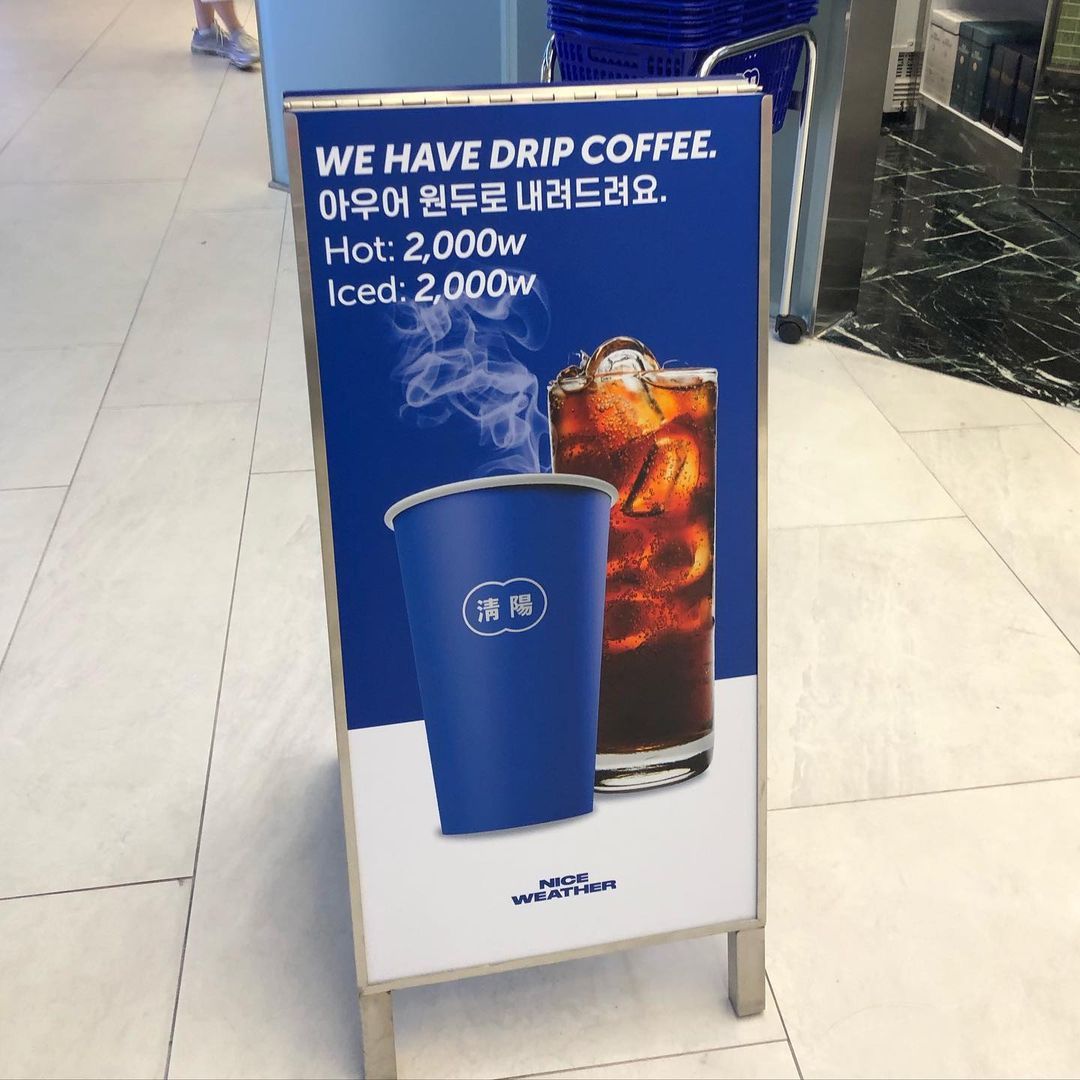 WE HAVE DRIP COFFEE.
아우어 원두로 내려드려요.
Hot: 2,000w
Iced: 2,000w
淸陽
NICE
WEATHER